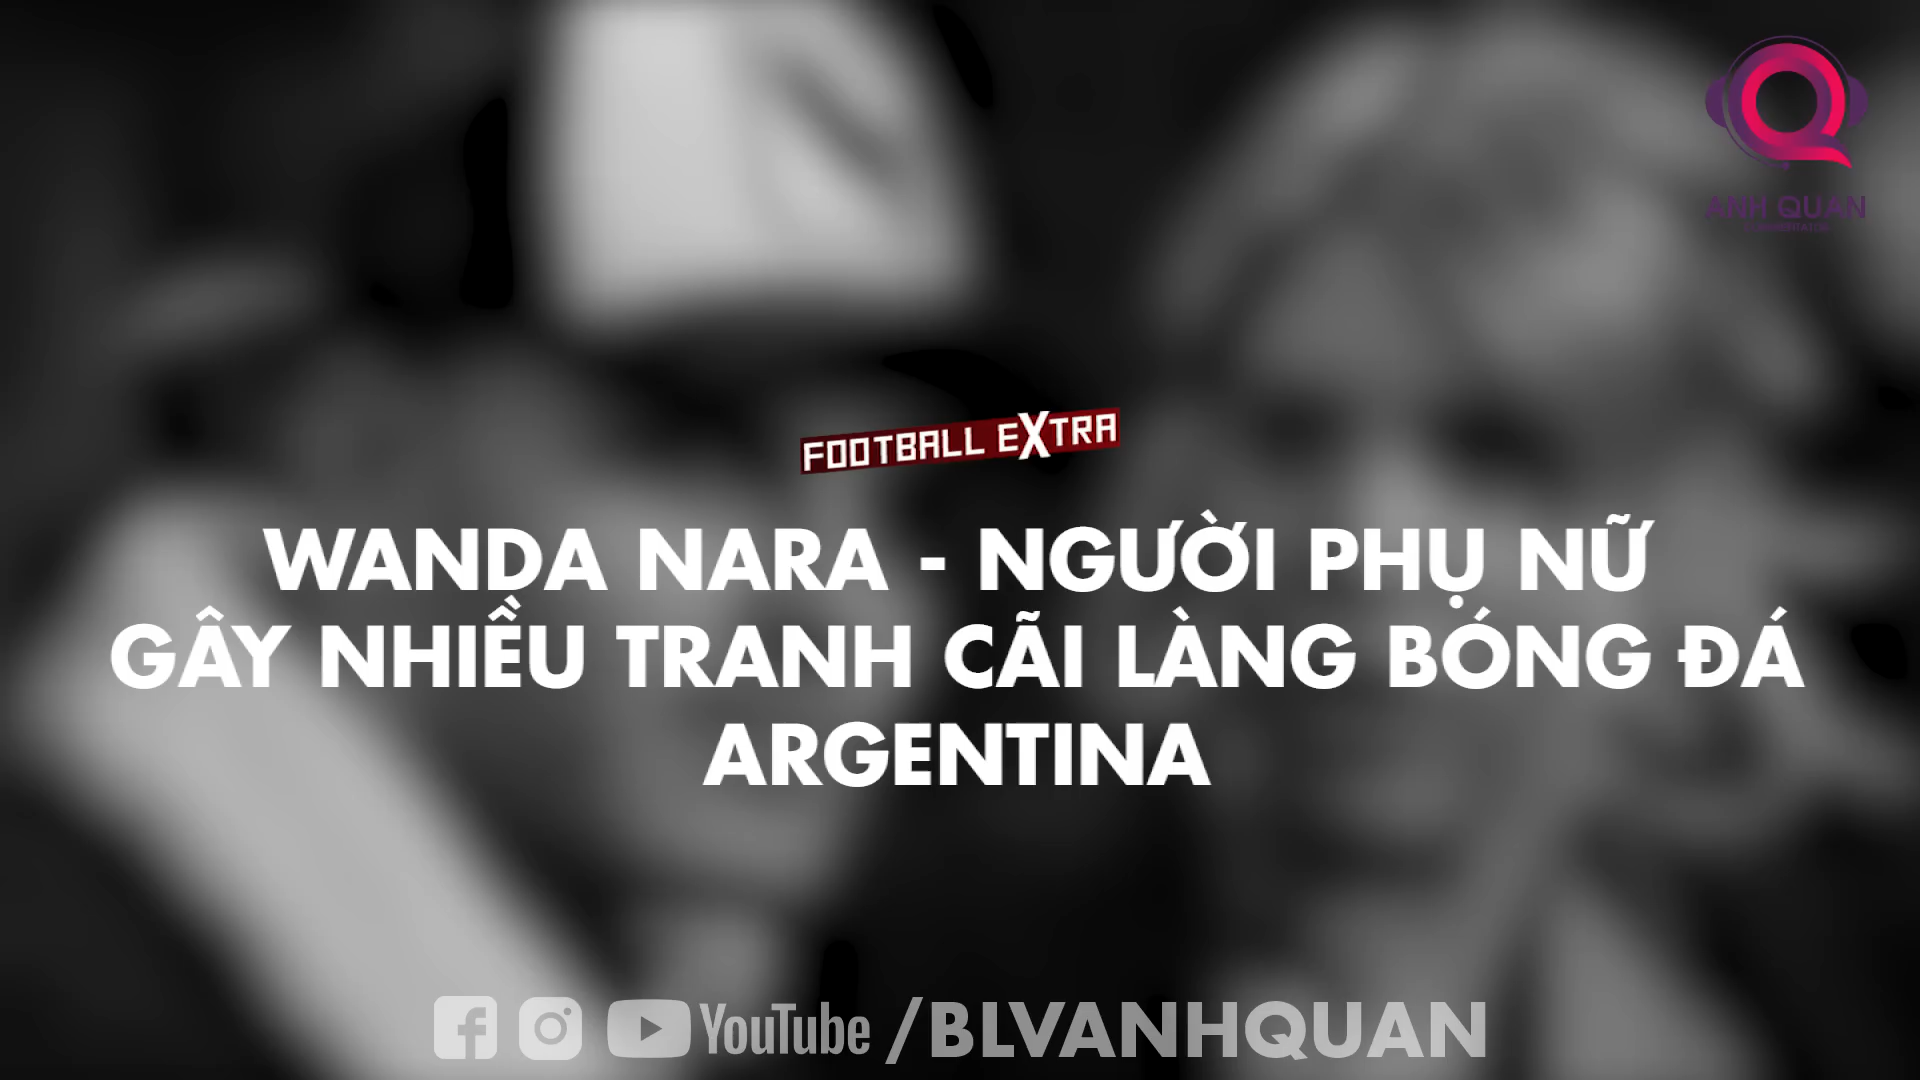 ANH QUAN
COMMENTATOR
FOOTBALL EXTRA
WANDA NARA - NGƯỜI PHỤ NỮ
GÂY NHIỀU TRANH CÃI LÀNG BÓNG ĐÁ
ARGENTINA
YouTube /BLVANHQUAN